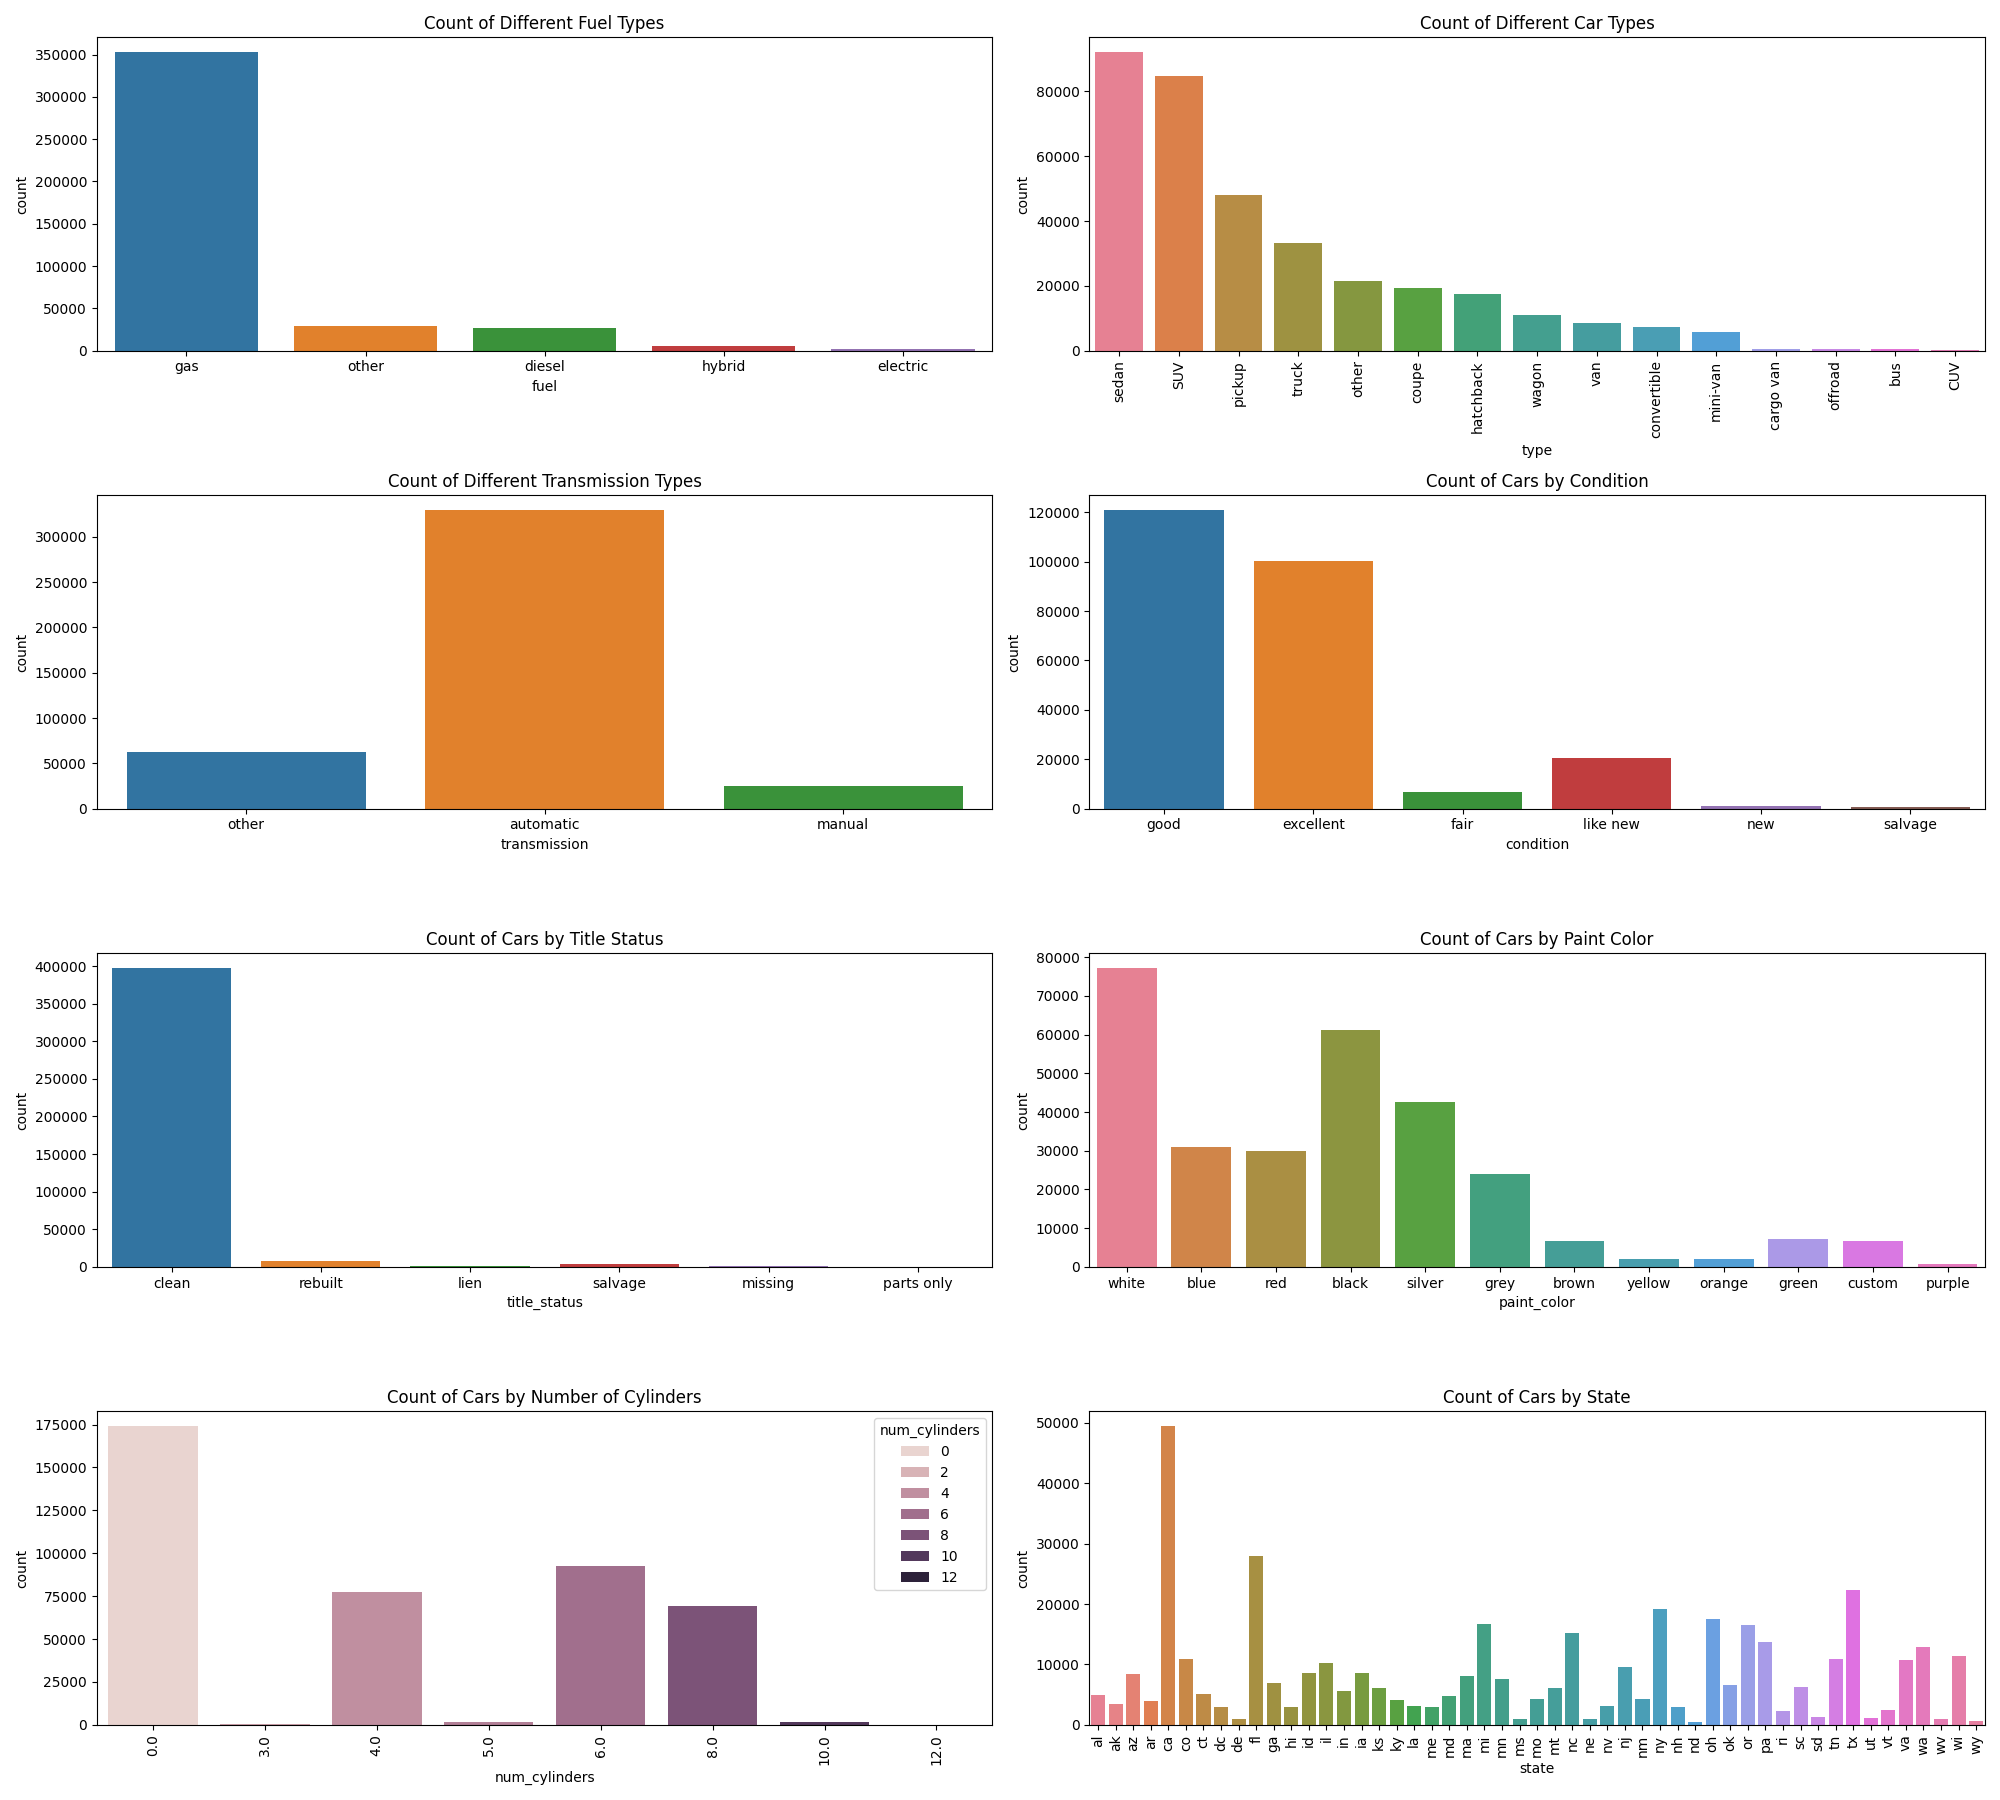 Count of Different Fuel Types
350000
300000
250000
200000
150000
100000
50000
0
count
gas other diesel hybrid electric
fuel
Count of Different Car Types
80000
60000
40000
20000
0
count
sedan SUV pickup truck other coupe hatchback wagon van convertible mini-van cargo van offroad bus CUV
type
Count of Different Transmission Types
300000
250000
200000
150000
100000
50000
0
count
other automatic manual
transmission
Count of Cars by Condition
120000
100000
80000
60000
40000
20000
0
count
good excellent fair like new new salvage
condition
Count of Cars by Title Status
400000
350000
300000
250000
200000
150000
100000
50000
0
count
clean rebuilt lien salvage missing parts only
title_status
Count of Cars by Paint Color
80000
70000
60000
50000
40000
30000
20000
10000
0
count
white blue red black silver grey brown yellow orange green custom purple
paint_color
Count of Cars by Number of Cylinders
175000
150000
125000
100000
75000
50000
25000
0
count
num_cylinders
0
2
4
6
8
10
12
0.0 3.0 4.0 5.0 6.0 8.0 10.0 12.0
num_cylinders
Count of Cars by State
50000
40000
30000
20000
10000
0
count
al ak az ar ca co ct dc de fl ga hi id il in ia ks ky la me md ma mi mn ms mo mt nc ne nv nj nm ny nh nd oh ok or pa ri sc sd tn tx ut vt va wa wv wi wy
state